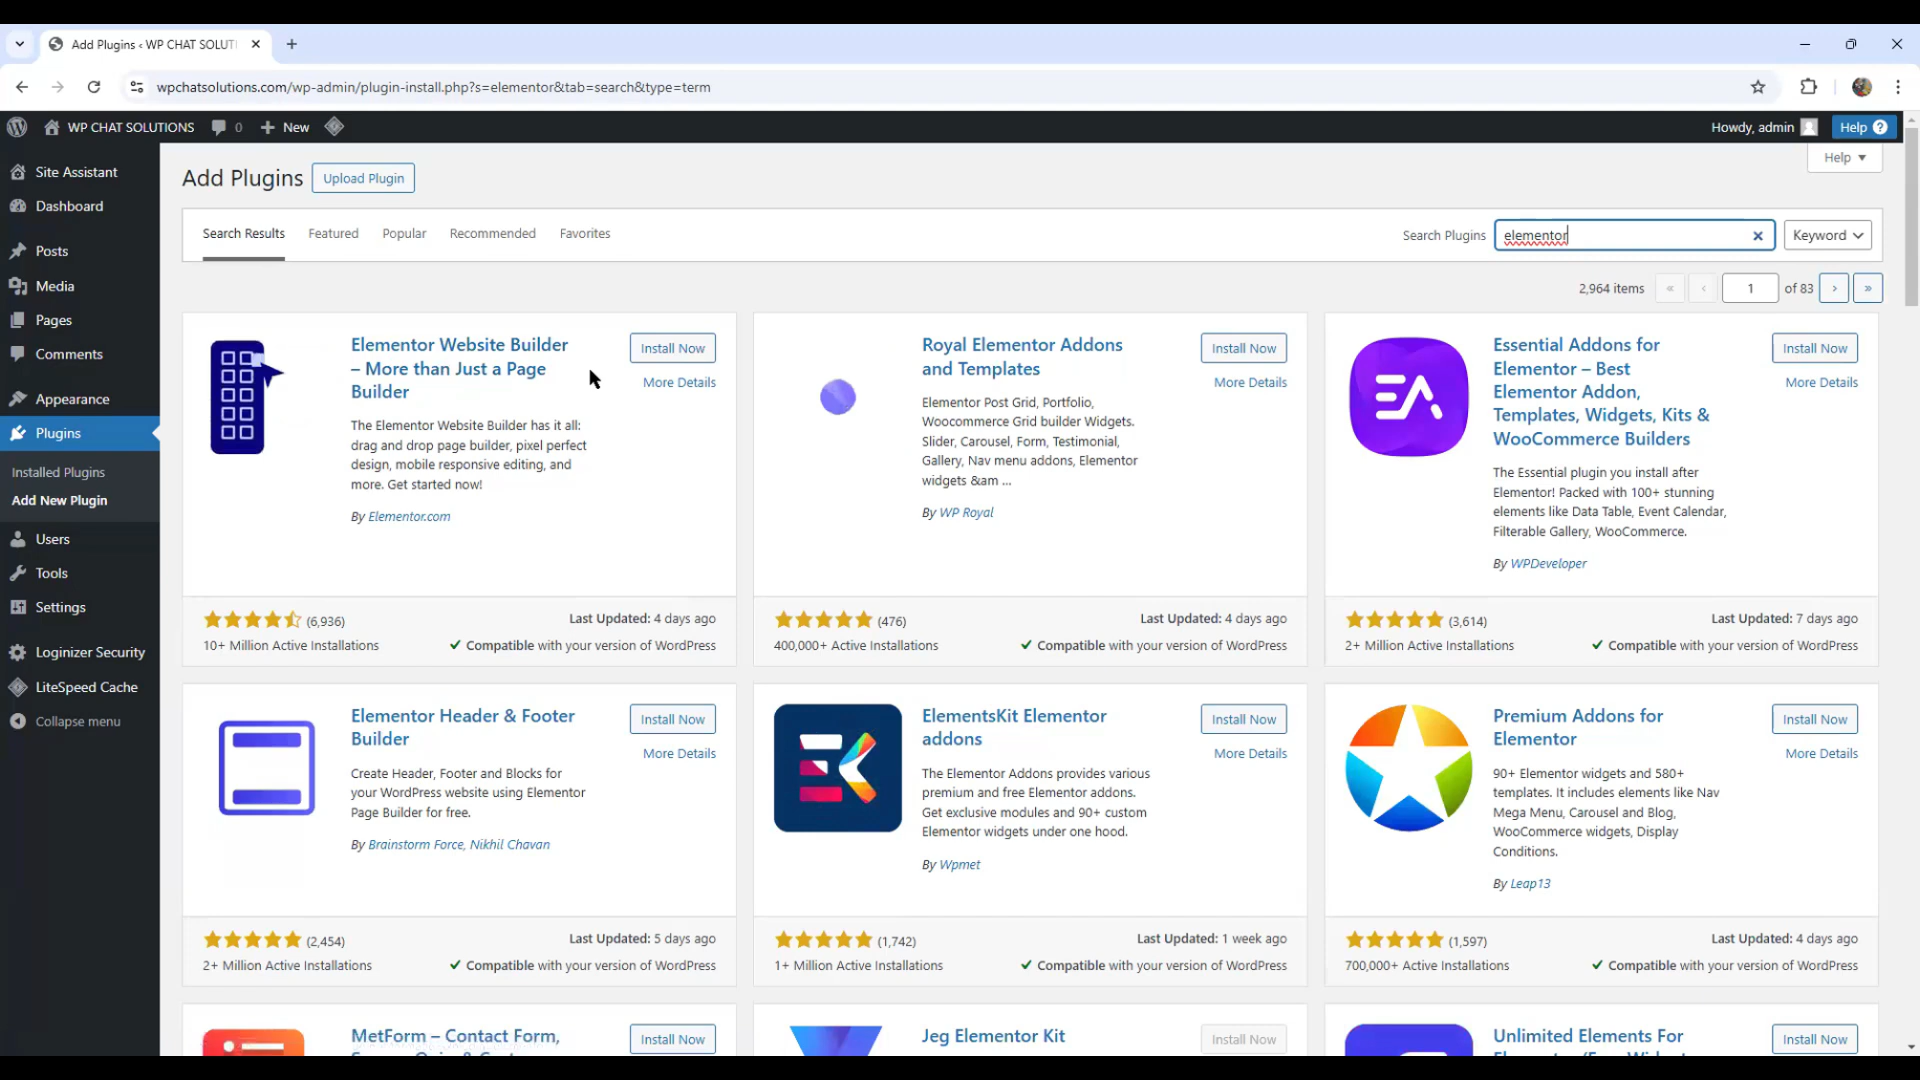 Add Plugins ‹ WP CHAT SOLUTI
wpchatsolutions.com/wp-admin/plugin-install.php?s=elementor&tab=search&type=term
WP CHAT SOLUTIONS 0 New
Howdy, admin Help ?
Help ▼
Site Assistant
Dashboard
Posts
Media
Pages
Comments
Appearance
Plugins
Installed Plugins
Add New Plugin
Users
Tools
Settings
Loginizer Security
LiteSpeed Cache
Collapse menu
Add Plugins Upload Plugin
Search Results Featured Popular Recommended Favorites
Search Plugins elementor Keyword
2,964 items « ‹ 1 of 83 › »
Elementor Website Builder
– More than Just a Page
Builder
Install Now
More Details
The Elementor Website Builder has it all:
drag and drop page builder, pixel perfect
design, mobile responsive editing, and
more. Get started now!
By Elementor.com
(6,936)
Last Updated: 4 days ago
10+ Million Active Installations
✓ Compatible with your version of WordPress
Royal Elementor Addons
and Templates
Install Now
More Details
Elementor Post Grid, Portfolio,
Woocommerce Grid builder Widgets.
Slider, Carousel, Form, Testimonial,
Gallery, Nav menu addons, Elementor
widgets &am ...
By WP Royal
(476)
Last Updated: 4 days ago
400,000+ Active Installations
✓ Compatible with your version of WordPress
EA
Essential Addons for
Elementor – Best
Elementor Addon,
Templates, Widgets, Kits &
WooCommerce Builders
Install Now
More Details
The Essential plugin you install after
Elementor! Packed with 100+ stunning
elements like Data Table, Event Calendar,
Filterable Gallery, WooCommerce.
By WPDeveloper
(3,614)
Last Updated: 7 days ago
2+ Million Active Installations
✓ Compatible with your version of WordPress
Elementor Header & Footer
Builder
Install Now
More Details
Create Header, Footer and Blocks for
your WordPress website using Elementor
Page Builder for free.
By Brainstorm Force, Nikhil Chavan
(2,454)
Last Updated: 5 days ago
2+ Million Active Installations
✓ Compatible with your version of WordPress
EK
ElementsKit Elementor
addons
Install Now
More Details
The Elementor Addons provides various
premium and free Elementor addons.
Get exclusive modules and 90+ custom
Elementor widgets under one hood.
By Wpmet
(1,742)
Last Updated: 1 week ago
1+ Million Active Installations
✓ Compatible with your version of WordPress
Premium Addons for
Elementor
Install Now
More Details
90+ Elementor widgets and 580+
templates. It includes elements like Nav
Mega Menu, Carousel and Blog,
WooCommerce widgets, Display
Conditions.
By Leap13
(1,597)
Last Updated: 4 days ago
700,000+ Active Installations
✓ Compatible with your version of WordPress
MetForm – Contact Form,
Install Now
Jeg Elementor Kit
Install Now
Unlimited Elements For
Install Now